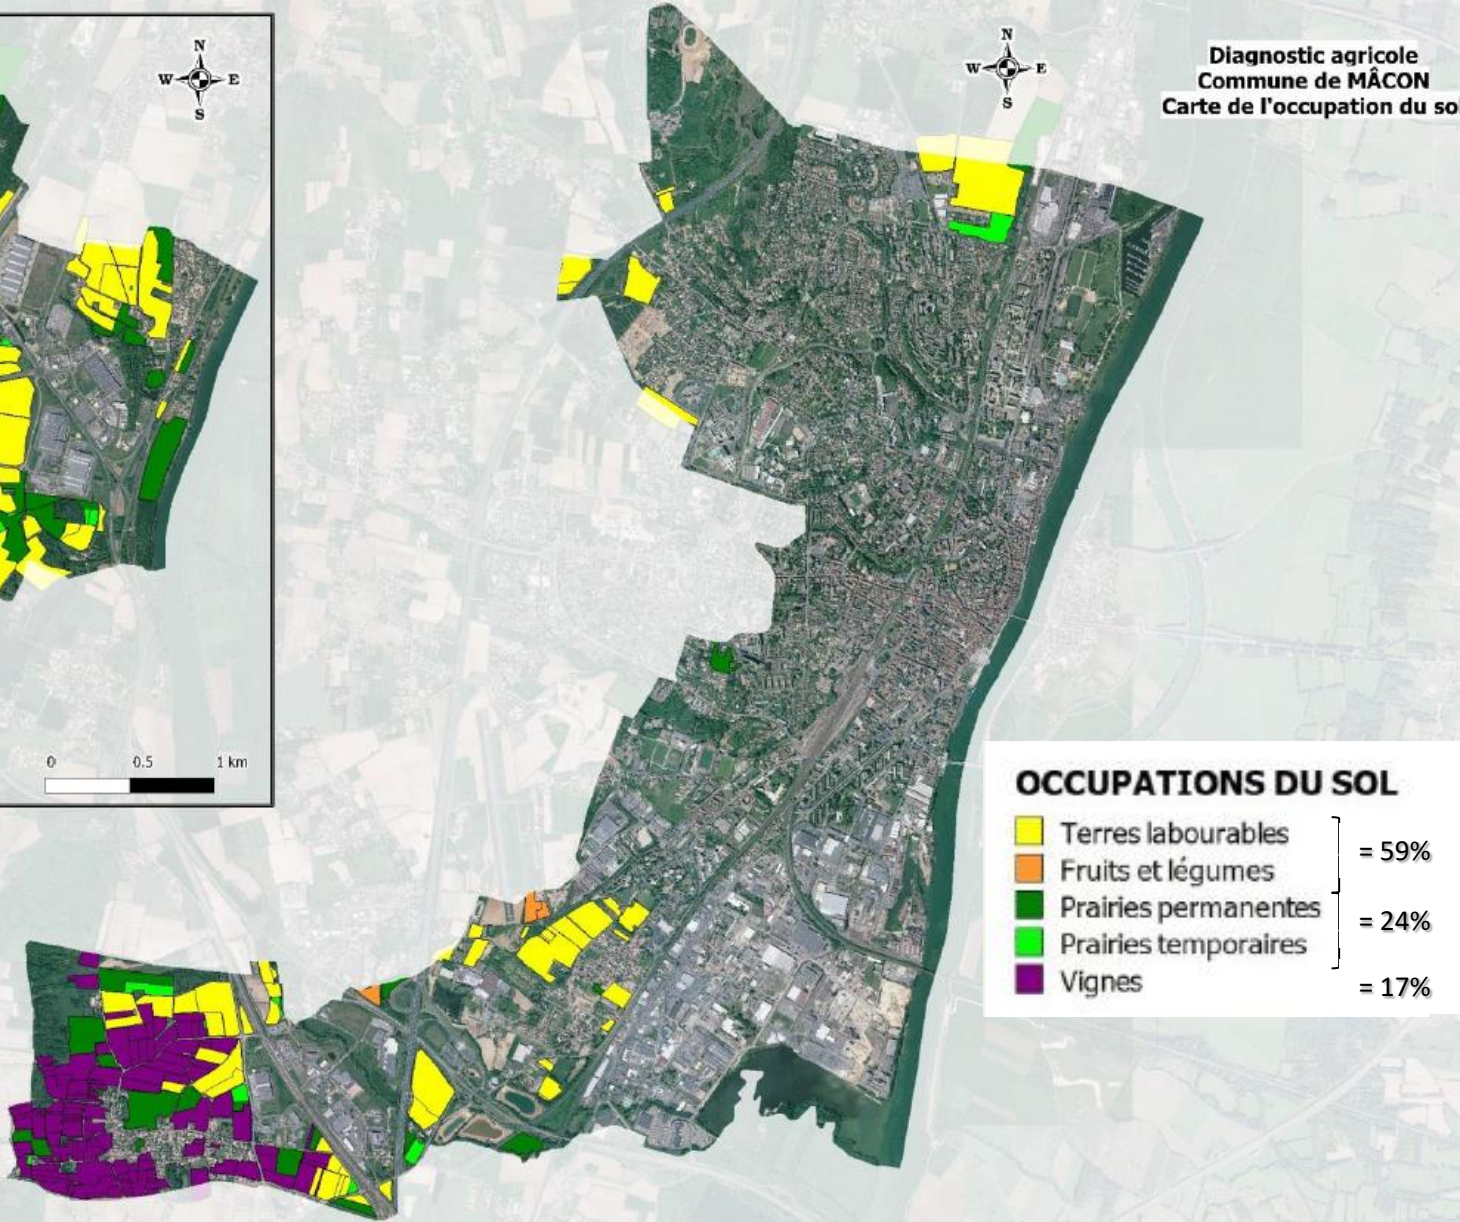 N
W E
S
N
W E
S
Diagnostic agricole
Commune de MÂCON
Carte de l'occupation du sol
0 0.5 1 km
OCCUPATIONS DU SOL
Terres labourables
Fruits et légumes
= 59%
Prairies permanentes
Prairies temporaires
= 24%
Vignes
= 17%